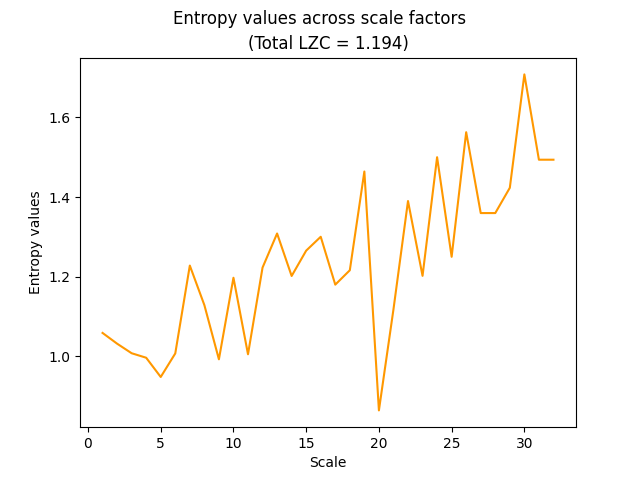 Entropy values across scale factors
(Total LZC = 1.194)
1.6
1.4
1.2
1.0
Entropy values
0 5 10 15 20 25 30
Scale